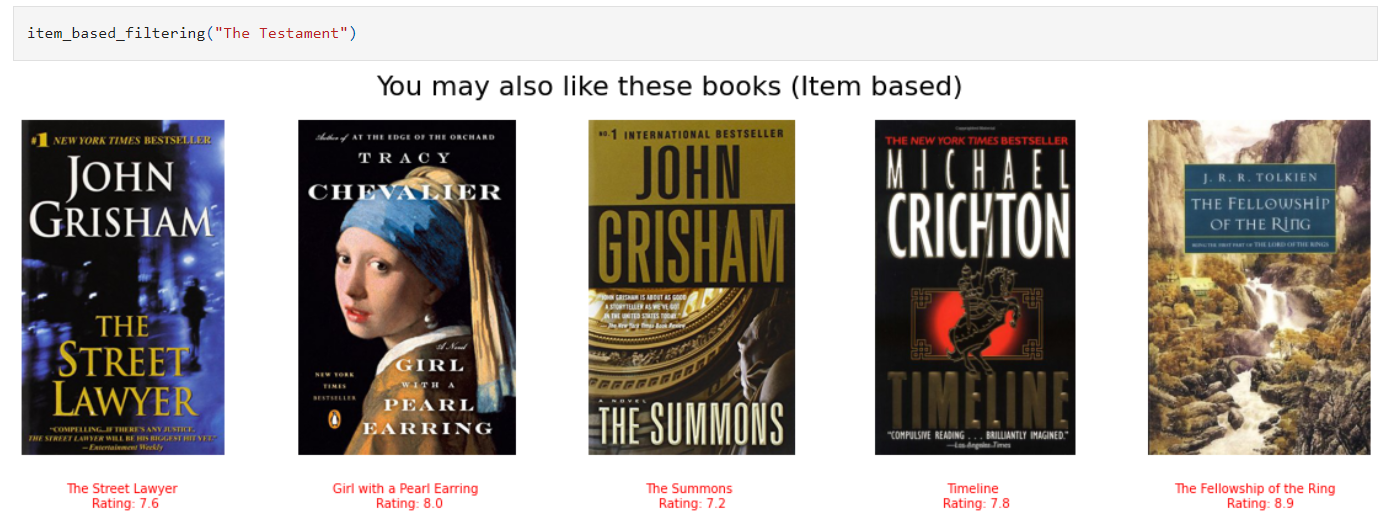 item_based_filtering("The Testament")
You may also like these books (Item based)
#1 NEW YORK TIMES BESTSELLER
JOHN
GRISHAM
THE
STREET
LAWYER
"COMPELLING...IF THERE'S ANY JUSTICE,
THE STREET LAWYER WILL BE HIS BIGGEST HIT YET."
—Entertainment Weekly
Author of AT THE EDGE OF THE ORCHARD
TRACY
CHEVALIER
A Novel
GIRL
WITH A
PEARL
EARRING
NEW YORK
TIMES
BESTSELLER
NO. 1 INTERNATIONAL BESTSELLER
JOHN
GRISHAM
JOHN GRISHAM IS ABOUT AS GOOD
A STORYTELLER AS WE'VE GOT
IN THE UNITED STATES TODAY."
—The New York Times Book Review
A NOVEL
THE SUMMONS
THE NEW YORK TIMES BESTSELLER
MICHAEL
CRICHTON
TIMELINE
"COMPULSIVE READING . . . BRILLIANTLY IMAGINED."
—Los Angeles Times
J. R. R. TOLKIEN
THE FELLOWSHIP
OF THE RING
BEING THE FIRST PART OF THE LORD OF THE RINGS
The Street Lawyer
Rating: 7.6
Girl with a Pearl Earring
Rating: 8.0
The Summons
Rating: 7.2
Timeline
Rating: 7.8
The Fellowship of the Ring
Rating: 8.9